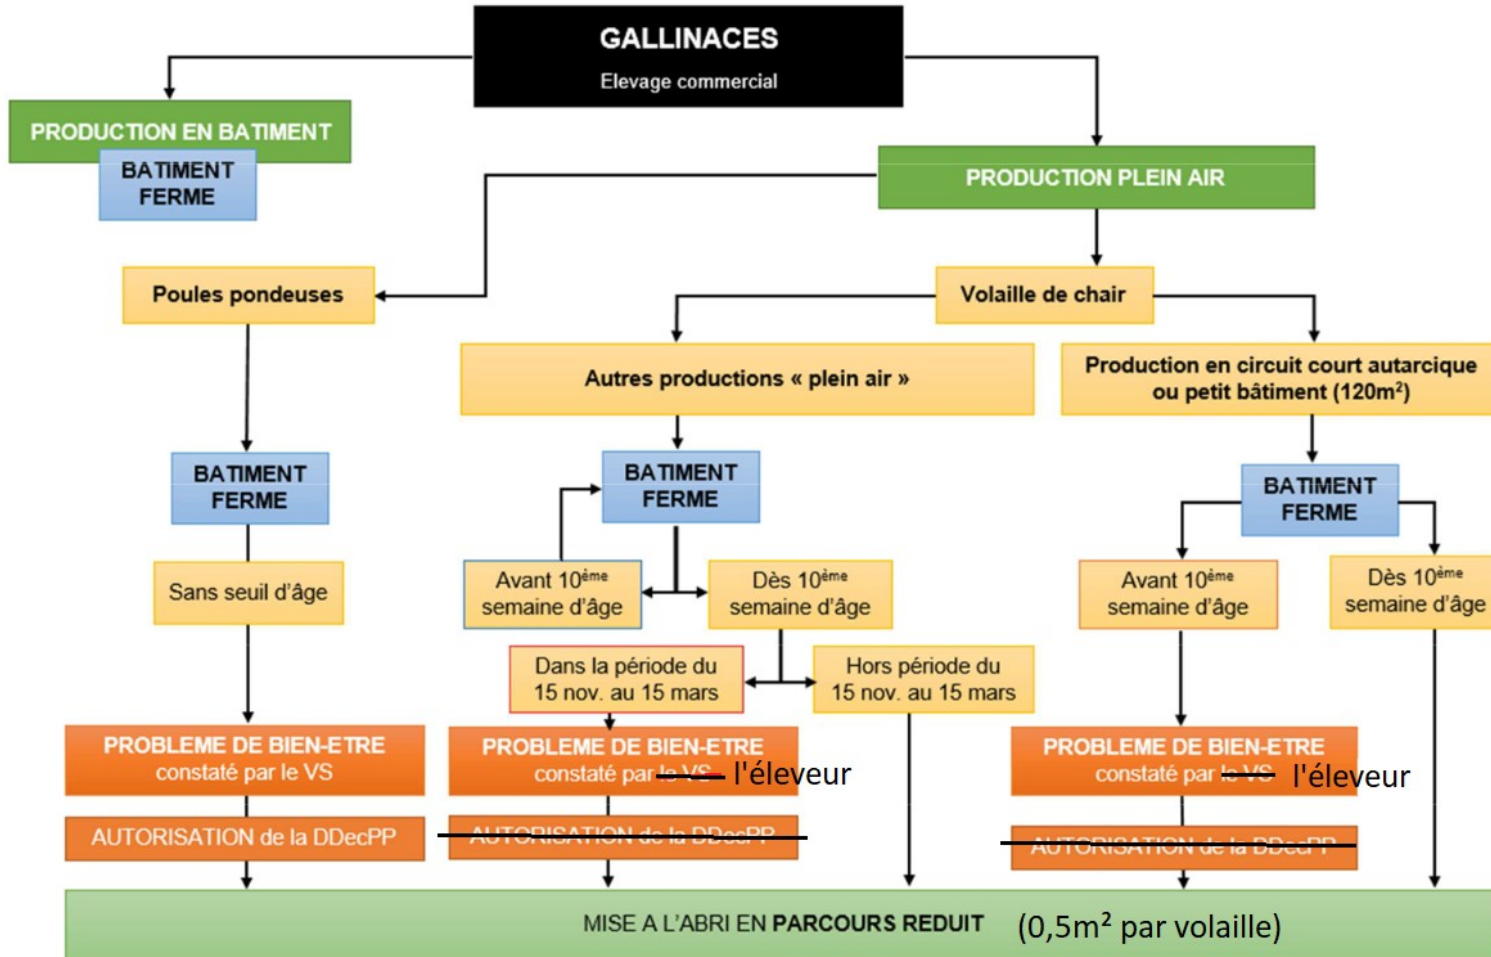 GALLINACES
Elevage commercial
PRODUCTION EN BATIMENT
BATIMENT
FERME
PRODUCTION PLEIN AIR
Poules pondeuses
Volaille de chair
Autres productions « plein air »
Production en circuit court autarcique
ou petit bâtiment (120m²)
BATIMENT
FERME
BATIMENT
FERME
BATIMENT
FERME
Sans seuil d'âge
Avant 10ème
semaine d'âge
Dès 10ème
semaine d'âge
Avant 10ème
semaine d'âge
Dès 10ème
semaine d'âge
Dans la période du
15 nov. au 15 mars
Hors période du
15 nov. au 15 mars
PROBLEME DE BIEN-ETRE
constaté par le VS
PROBLEME DE BIEN-ETRE
constaté par le VS l'éleveur
PROBLEME DE BIEN-ETRE
constaté par le VS l'éleveur
AUTORISATION de la DDecPP
AUTORISATION de la DDecPP
AUTORISATION de la DDecPP
MISE A L'ABRI EN PARCOURS REDUIT (0,5m² par volaille)